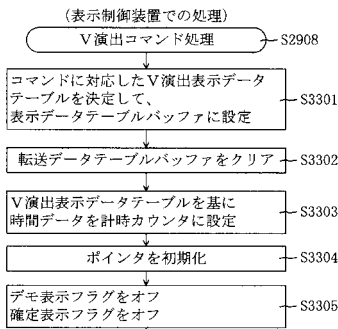 (表示制御装置での処理)
V演出コマンド処理
S2908
コマンドに対応したV演出表示データ
テーブルを決定して、
表示データテーブルバッファに設定
S3301
転送データテーブルバッファをクリア
S3302
V演出表示データテーブルを基に
時間データを計時カウンタに設定
S3303
ポインタを初期化
S3304
デモ表示フラグをオフ
確定表示フラグをオフ
S3305